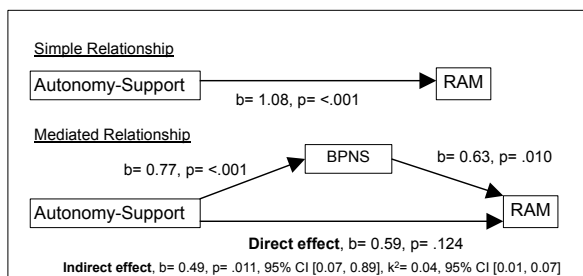 Simple Relationship
Autonomy-Support
RAM
b= 1.08, p= <.001
Mediated Relationship
BPNS
b= 0.77, p= <.001
b= 0.63, p= .010
Autonomy-Support
RAM
Direct effect, b= 0.59, p= .124
Indirect effect, b= 0.49, p= .011, 95% CI [0.07, 0.89], k²= 0.04, 95% CI [0.01, 0.07]